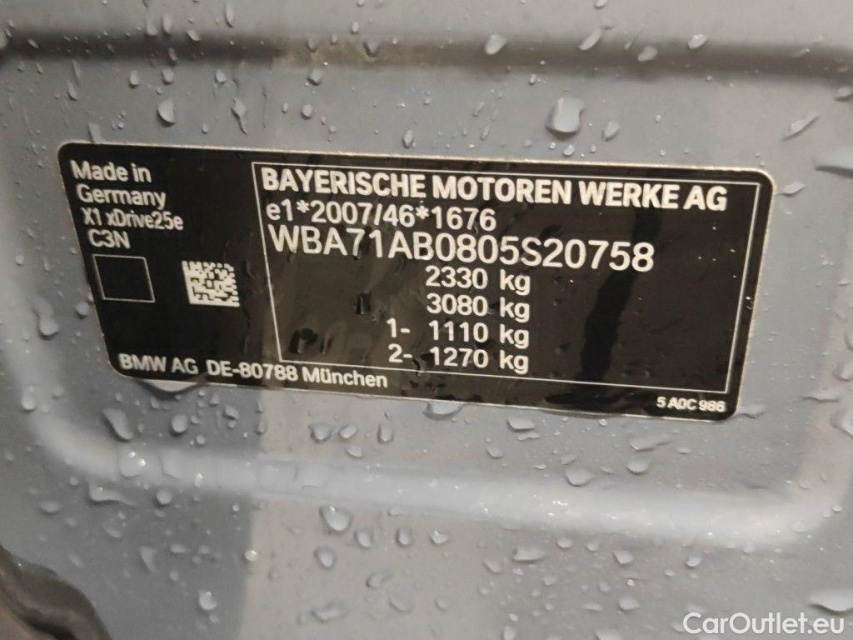 Made in
Germany
X1 xDrive25e
C3N
BAYERISCHE MOTOREN WERKE AG
e1*2007/46*1676
WBA71AB0805S20758
2330 kg
3080 kg
1- 1110 kg
2- 1270 kg
BMW AG DE-80788 München
5 A0C 986
CarOutlet.eu